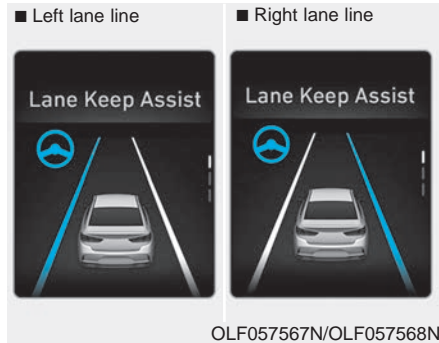 ■ Left lane line
■ Right lane line
Lane Keep Assist
Lane Keep Assist
OLF057567N/OLF057568N